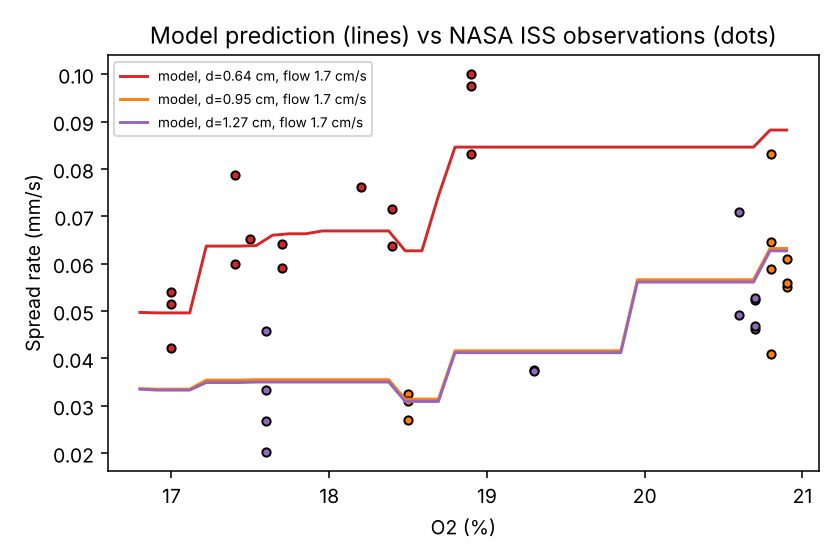 Model prediction (lines) vs NASA ISS observations (dots)
model, d=0.64 cm, flow 1.7 cm/s
model, d=0.95 cm, flow 1.7 cm/s
model, d=1.27 cm, flow 1.7 cm/s
Spread rate (mm/s)
0.10
0.09
0.08
0.07
0.06
0.05
0.04
0.03
0.02
17 18 19 20 21
O2 (%)